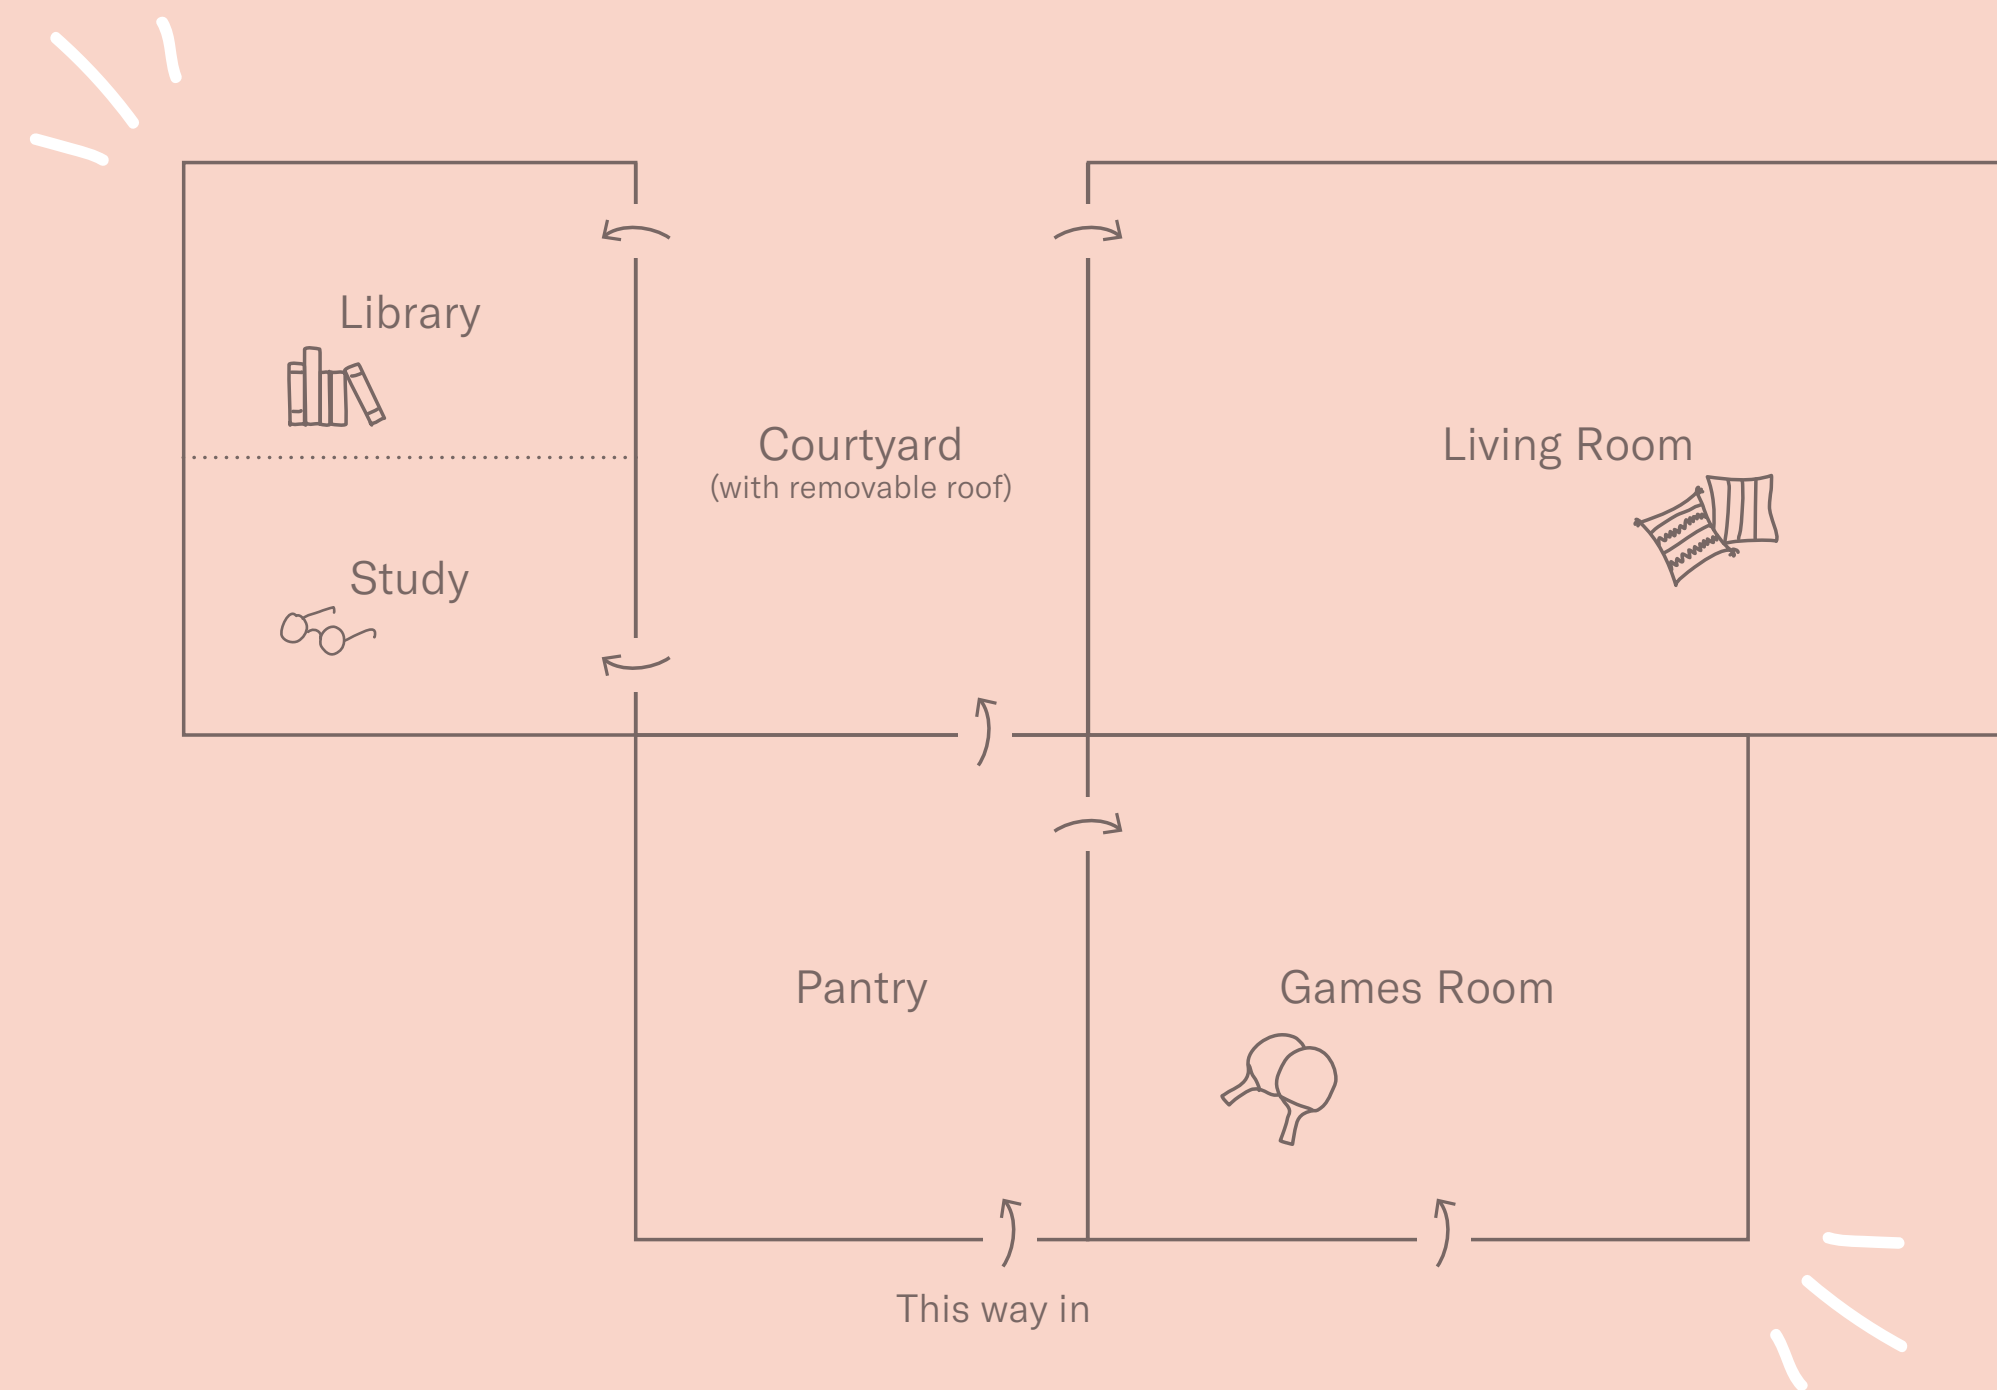 Library
Courtyard
(with removable roof)
Living Room
Study
Pantry
Games Room
This way in